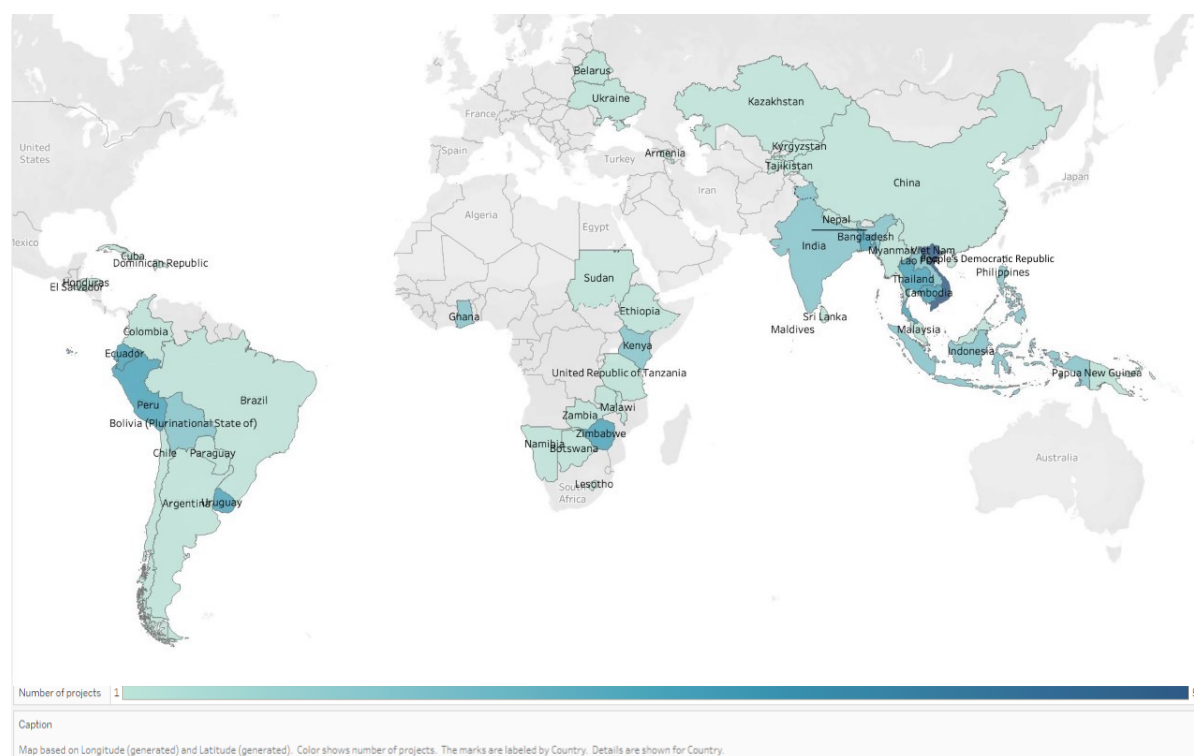 Belarus
Ukraine
Kazakhstan
France
United
States
Spain
Armenia
Turkey
Kyrgyzstan
Tajikistan
Japan
Iran
China
Algeria
Egypt
Nepal
Mexico
Cuba
Dominican Republic
India
Bangladesh
Myanmar
Viet Nam
Lao People's Democratic Republic
Honduras
El Salvador
Sudan
Thailand
Philippines
Cambodia
Ghana
Ethiopia
Sri Lanka
Maldives
Malaysia
Colombia
Kenya
Ecuador
Indonesia
United Republic of Tanzania
Papua New Guinea
Peru
Brazil
Malawi
Bolivia (Plurinational State of)
Zambia
Zimbabwe
Namibia
Botswana
Chile
Paraguay
Australia
Lesotho
South
Africa
Argentina
Uruguay
Number of projects 1
Caption
Map based on Longitude (generated) and Latitude (generated). Color shows number of projects. The marks are labeled by Country. Details are shown for Country.